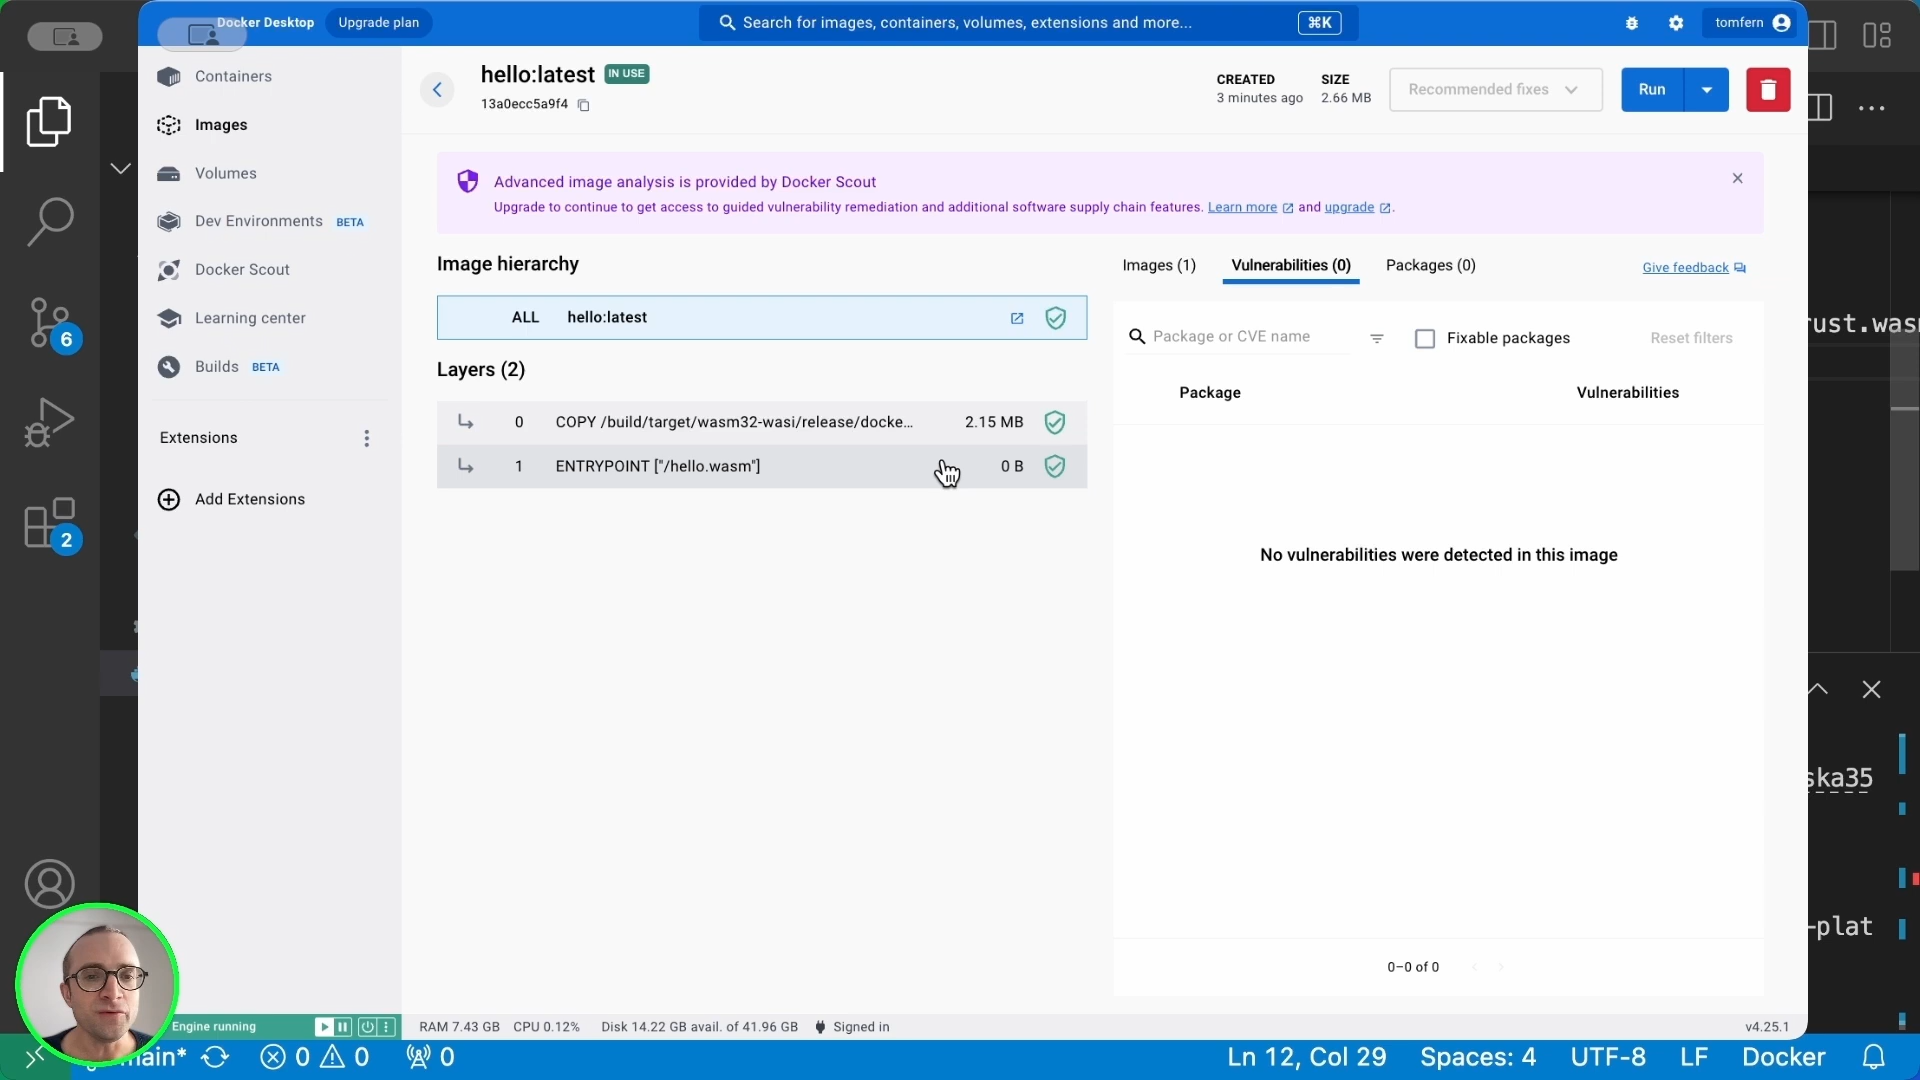 Docker Desktop
Upgrade plan
Search for images, containers, volumes, extensions and more...
⌘K
tomfern
Containers
Images
Volumes
Dev Environments BETA
Docker Scout
Learning center
Builds BETA
Extensions
Add Extensions
hello:latest IN USE
13a0ecc5a9f4
CREATED
3 minutes ago
SIZE
2.66 MB
Recommended fixes
Run
Advanced image analysis is provided by Docker Scout
Upgrade to continue to get access to guided vulnerability remediation and additional software supply chain features. Learn more and upgrade .
Image hierarchy
ALL hello:latest
Layers (2)
0 COPY /build/target/wasm32-wasi/release/docke... 2.15 MB
1 ENTRYPOINT ["/hello.wasm"] 0 B
Images (1)
Vulnerabilities (0)
Packages (0)
Give feedback
Package or CVE name
Fixable packages
Reset filters
Package
Vulnerabilities
No vulnerabilities were detected in this image
0–0 of 0
Engine running
RAM 7.43 GB CPU 0.12% Disk 14.22 GB avail. of 41.96 GB Signed in
v4.25.1
6
2
rust.wasm
ska35
-plat
main* 0 0 0
Ln 12, Col 29 Spaces: 4 UTF-8 LF Docker